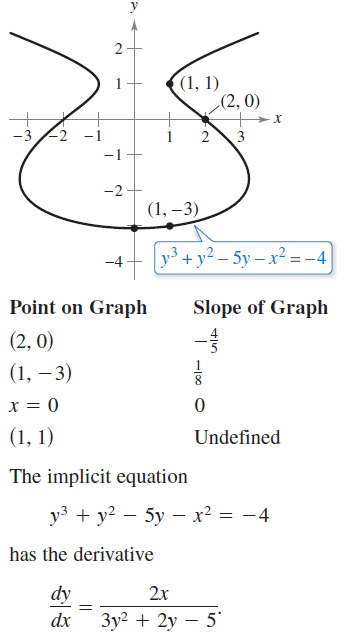 y
2
1
(1, 1)
(2, 0)
x
−3 −2 −1 1 2 3
−1
−2
(1, −3)
−4
y³ + y² − 5y − x² = −4
Point on Graph Slope of Graph
(2, 0) −4/5
(1, −3) 1/8
x = 0 0
(1, 1) Undefined
The implicit equation
y³ + y² − 5y − x² = −4
has the derivative
dy/dx = 2x/(3y² + 2y − 5).